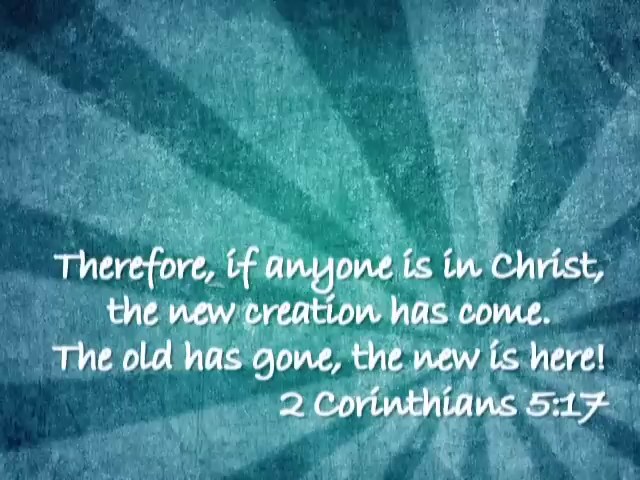 Therefore, if anyone is in Christ,
the new creation has come.
The old has gone, the new is here!
2 Corinthians 5:17